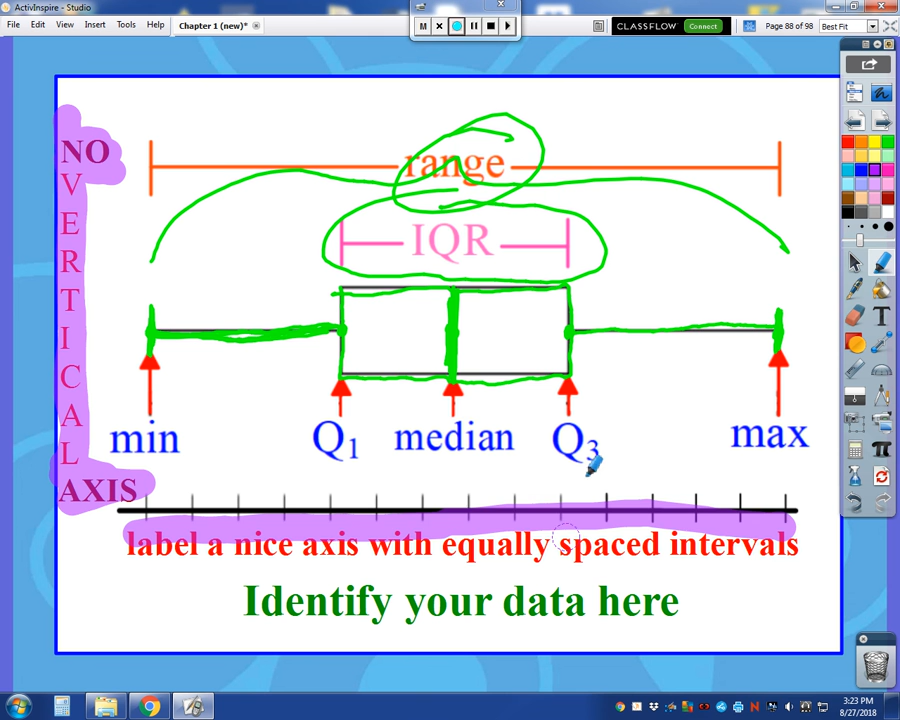 ActivInspire - Studio
File Edit View Insert Tools Help
Chapter 1 (new)*
M
CLASSFLOW Connect
Page 88 of 98
Best Fit
NO
VERTICAL
AXIS
range
IQR
min
Q1
median
Q3
max
label a nice axis with equally spaced intervals
Identify your data here
T
3:23 PM
8/27/2018